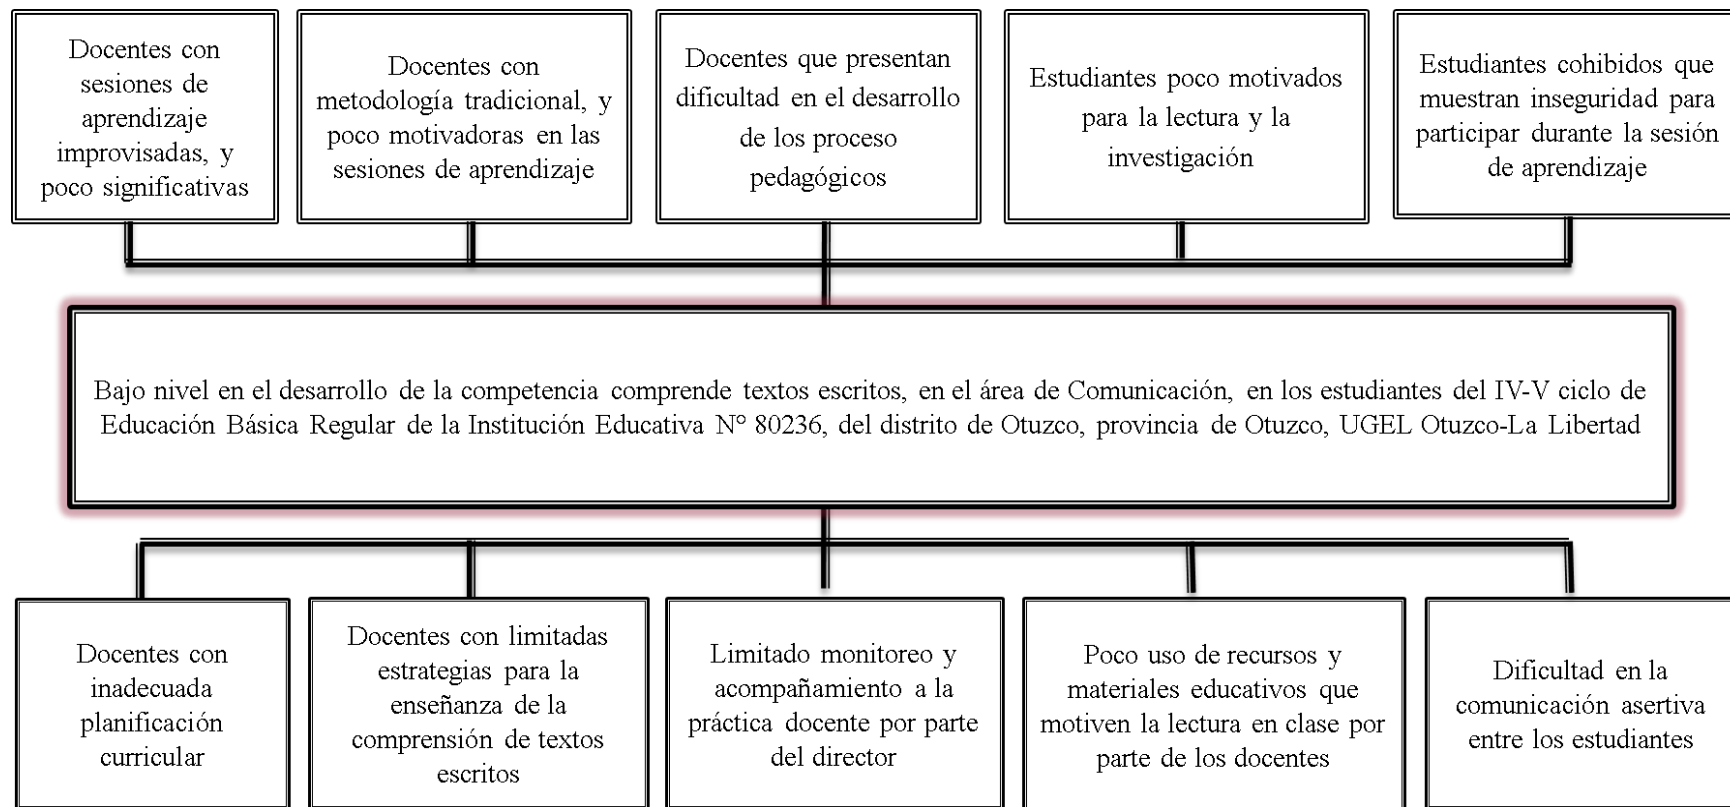 Docentes con
sesiones de
aprendizaje
improvisadas, y
poco significativas
Docentes con
metodología tradicional, y
poco motivadoras en las
sesiones de aprendizaje
Docentes que presentan
dificultad en el desarrollo
de los proceso
pedagógicos
Estudiantes poco motivados
para la lectura y la
investigación
Estudiantes cohibidos que
muestran inseguridad para
participar durante la sesión
de aprendizaje
Bajo nivel en el desarrollo de la competencia comprende textos escritos, en el área de Comunicación, en los estudiantes del IV-V ciclo de
Educación Básica Regular de la Institución Educativa N° 80236, del distrito de Otuzco, provincia de Otuzco, UGEL Otuzco-La Libertad
Docentes con
inadecuada
planificación
curricular
Docentes con limitadas
estrategias para la
enseñanza de la
comprensión de textos
escritos
Limitado monitoreo y
acompañamiento a la
práctica docente por parte
del director
Poco uso de recursos y
materiales educativos que
motiven la lectura en clase por
parte de los docentes
Dificultad en la
comunicación asertiva
entre los estudiantes